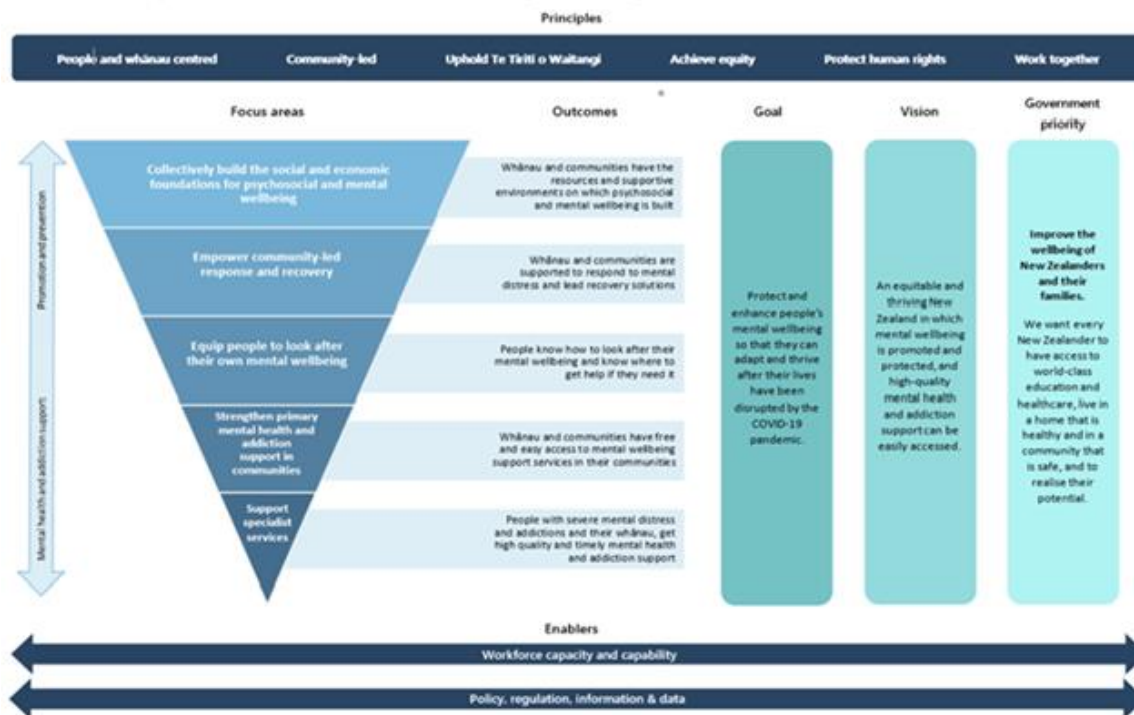 Principles
People and whānau centred
Community-led
Uphold Te Tiriti o Waitangi
Achieve equity
Protect human rights
Work together
Focus areas
Outcomes
Goal
Vision
Government
priority
Promotion and prevention
Mental health and addiction support
Collectively build the social and economic
foundations for psychosocial and mental
wellbeing
Whānau and communities have the
resources and supportive
environments on which psychosocial
and mental wellbeing is built
Empower community-led
response and recovery
Whānau and communities are
supported to respond to mental
distress and lead recovery solutions
Equip people to look after
their own mental wellbeing
People know how to look after their
mental wellbeing and know where to
get help if they need it
Strengthen primary
mental health and
addiction
support in
communities
Whānau and communities have free
and easy access to mental wellbeing
support services in their communities
Support
specialist
services
People with severe mental distress
and addictions and their whānau, get
high quality and timely mental health
and addiction support
Protect and
enhance people's
mental wellbeing
so that they can
adapt and thrive
after their lives
have been
disrupted by the
COVID-19
pandemic.
An equitable and
thriving New
Zealand in which
mental wellbeing
is promoted and
protected, and
high-quality
mental health
and addiction
support can be
easily accessed.
Improve the
wellbeing of
New Zealanders
and their
families.
We want every
New Zealander to
have access to
world-class
education and
healthcare, live in
a home that is
healthy and in a
community that
is safe, and to
realise their
potential.
Enablers
Workforce capacity and capability
Policy, regulation, information & data